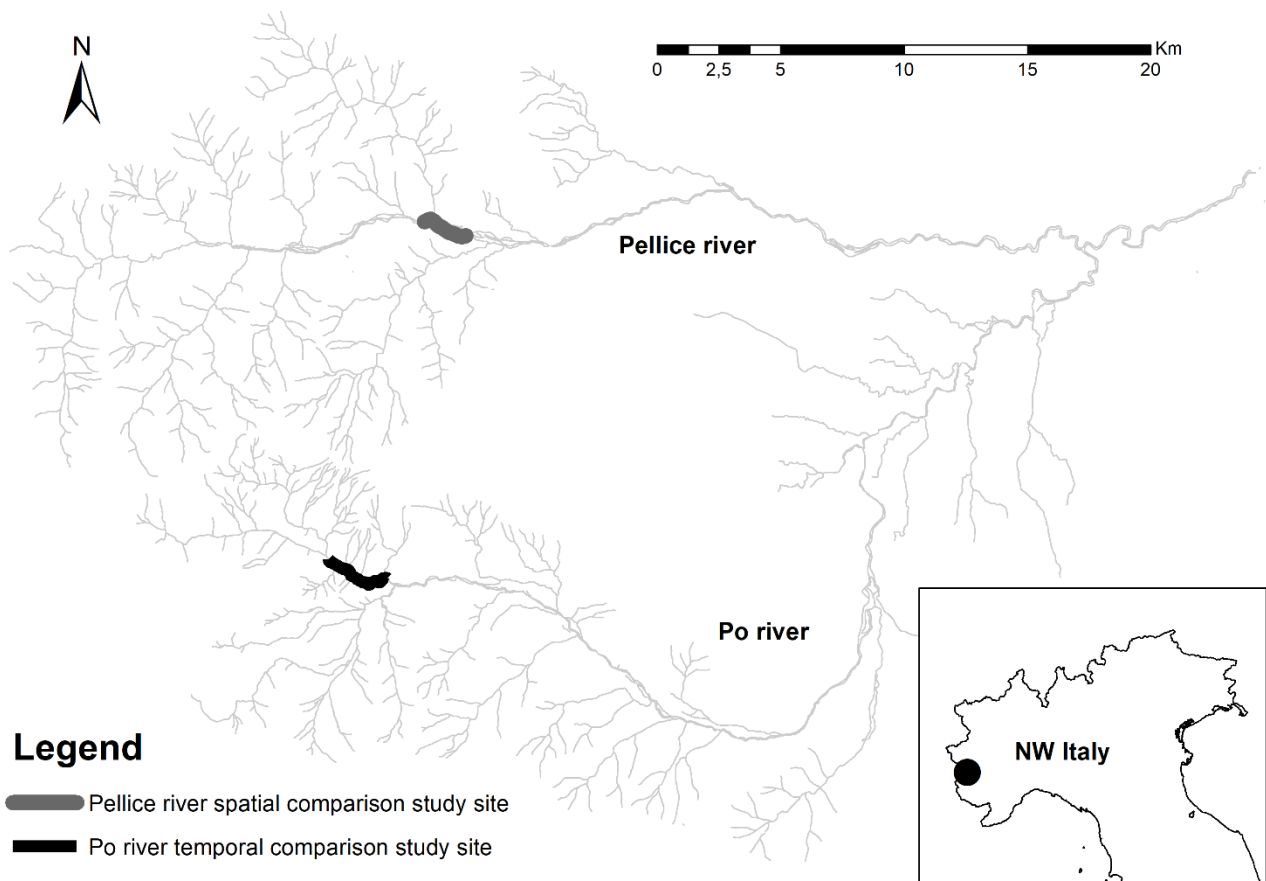 N
Km
0 2,5 5 10 15 20
Pellice river
Po river
Legend
Pellice river spatial comparison study site
Po river temporal comparison study site
NW Italy